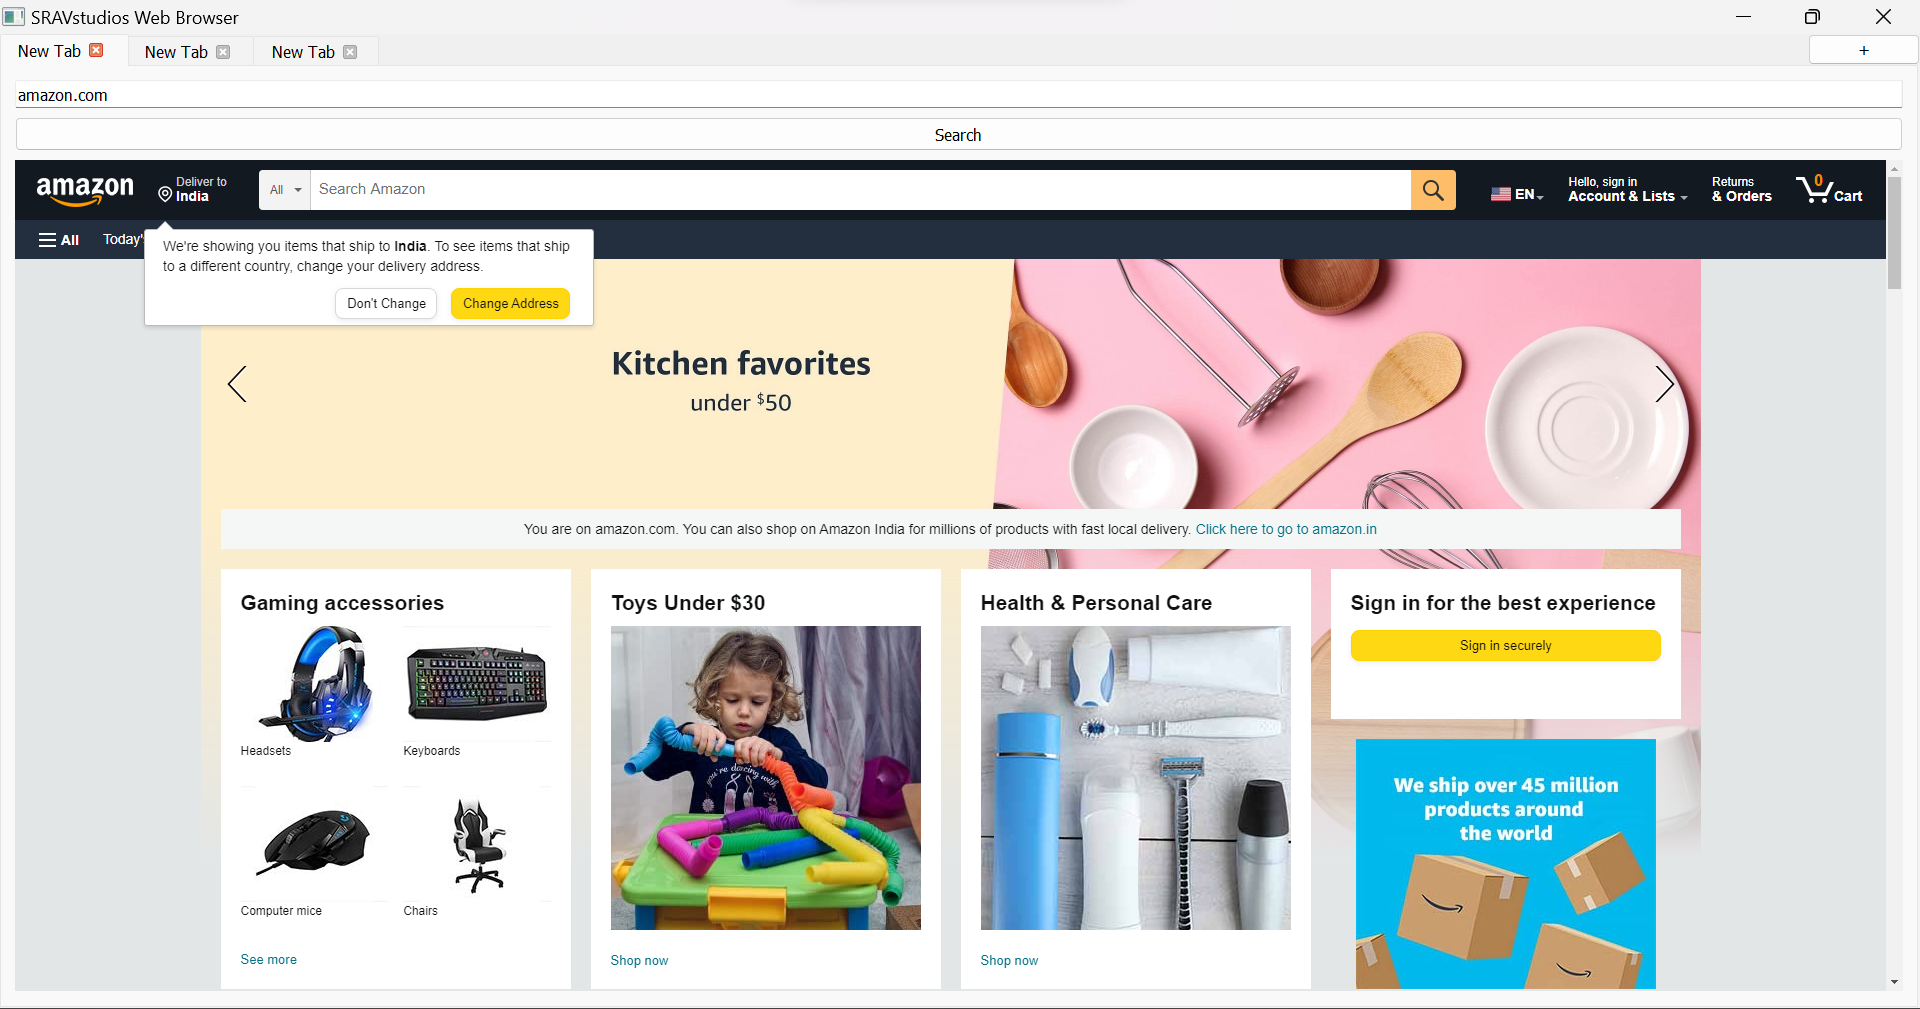 SRAVstudios Web Browser
New Tab
New Tab
New Tab
+
amazon.com
Search
amazon
Deliver to
India
All
Search Amazon
EN
Hello, sign in
Account & Lists
Returns
& Orders
0
Cart
All
Today'
We're showing you items that ship to India. To see items that ship
to a different country, change your delivery address.
Don't Change
Change Address
Kitchen favorites
under $50
You are on amazon.com. You can also shop on Amazon India for millions of products with fast local delivery. Click here to go to amazon.in
Gaming accessories
Headsets
Keyboards
Computer mice
Chairs
See more
Toys Under $30
you're dancing with
Shop now
Health & Personal Care
Shop now
Sign in for the best experience
Sign in securely
We ship over 45 million
products around
the world